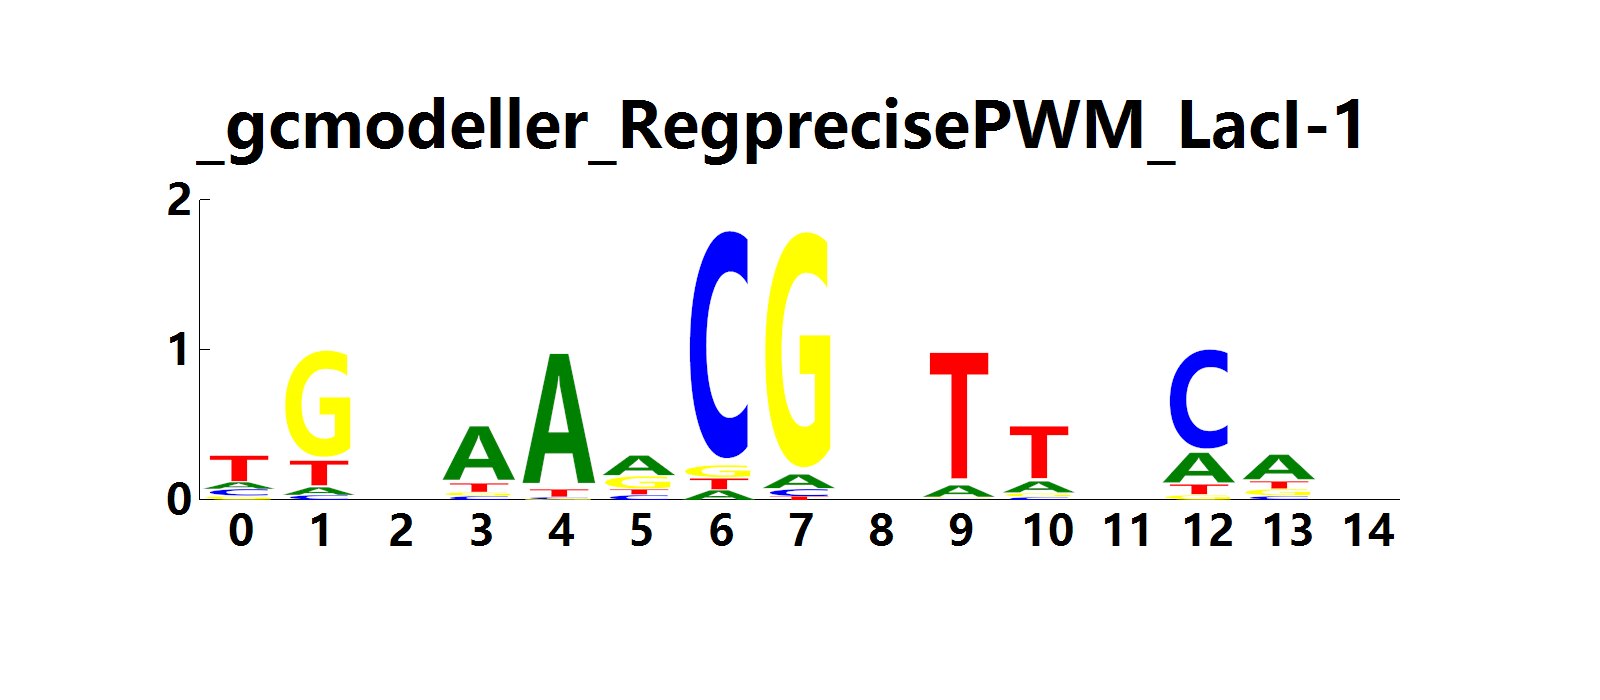 _gcmodeller_RegprecisePWM_LacI-1
2
1
0
T G A A A C G T T C A
T A C G T A C A T G C A T A G T C G T A A C T A A C A T G T G C
0 1 2 3 4 5 6 7 8 9 10 11 12 13 14